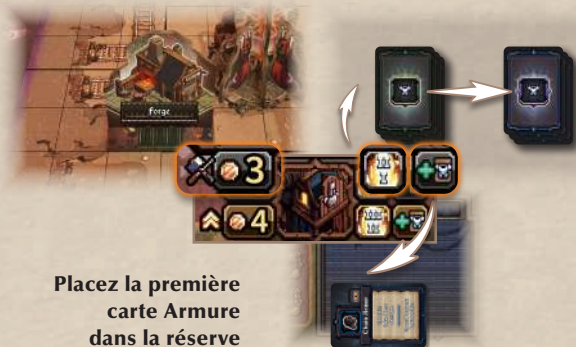 Forge
3
4
Placez la première
carte Armure
dans la réserve